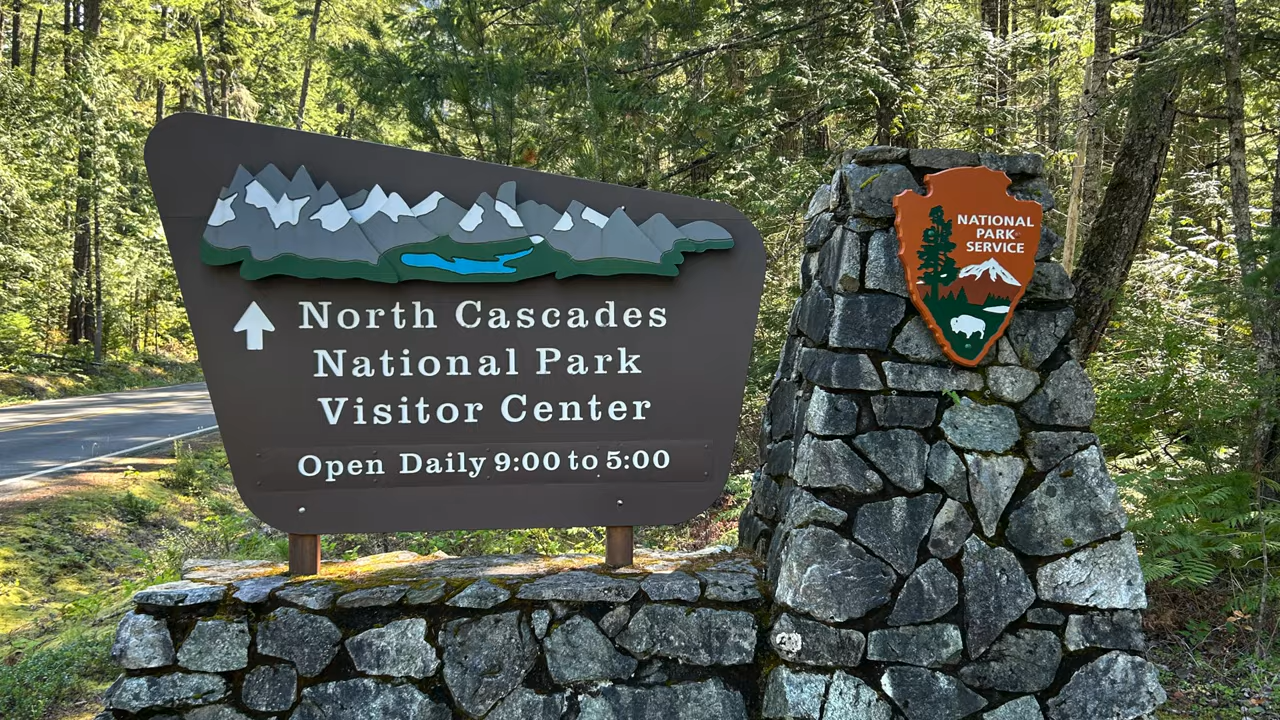 North Cascades
National Park
Visitor Center
Open Daily 9:00 to 5:00
NATIONAL
PARK
SERVICE